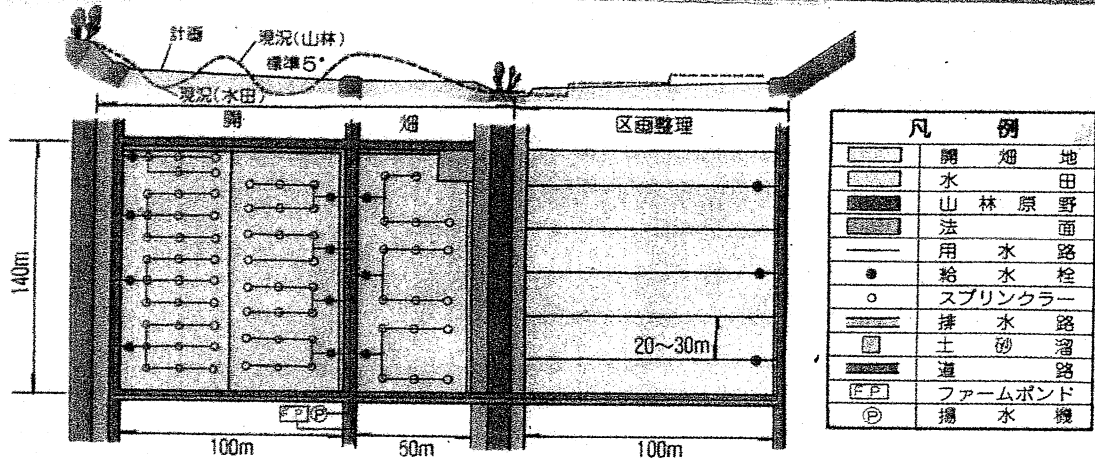 計画
現況(山林)
標準5°
現況(水田)
開 畑
区画整理
140m
20〜30m
FP P
100m
50m
100m
凡 例
開畑地
水田
山林原野
法面
用水路
給水栓
スプリンクラー
排水路
土砂溜
道路
FP ファームポンド
P 揚水機